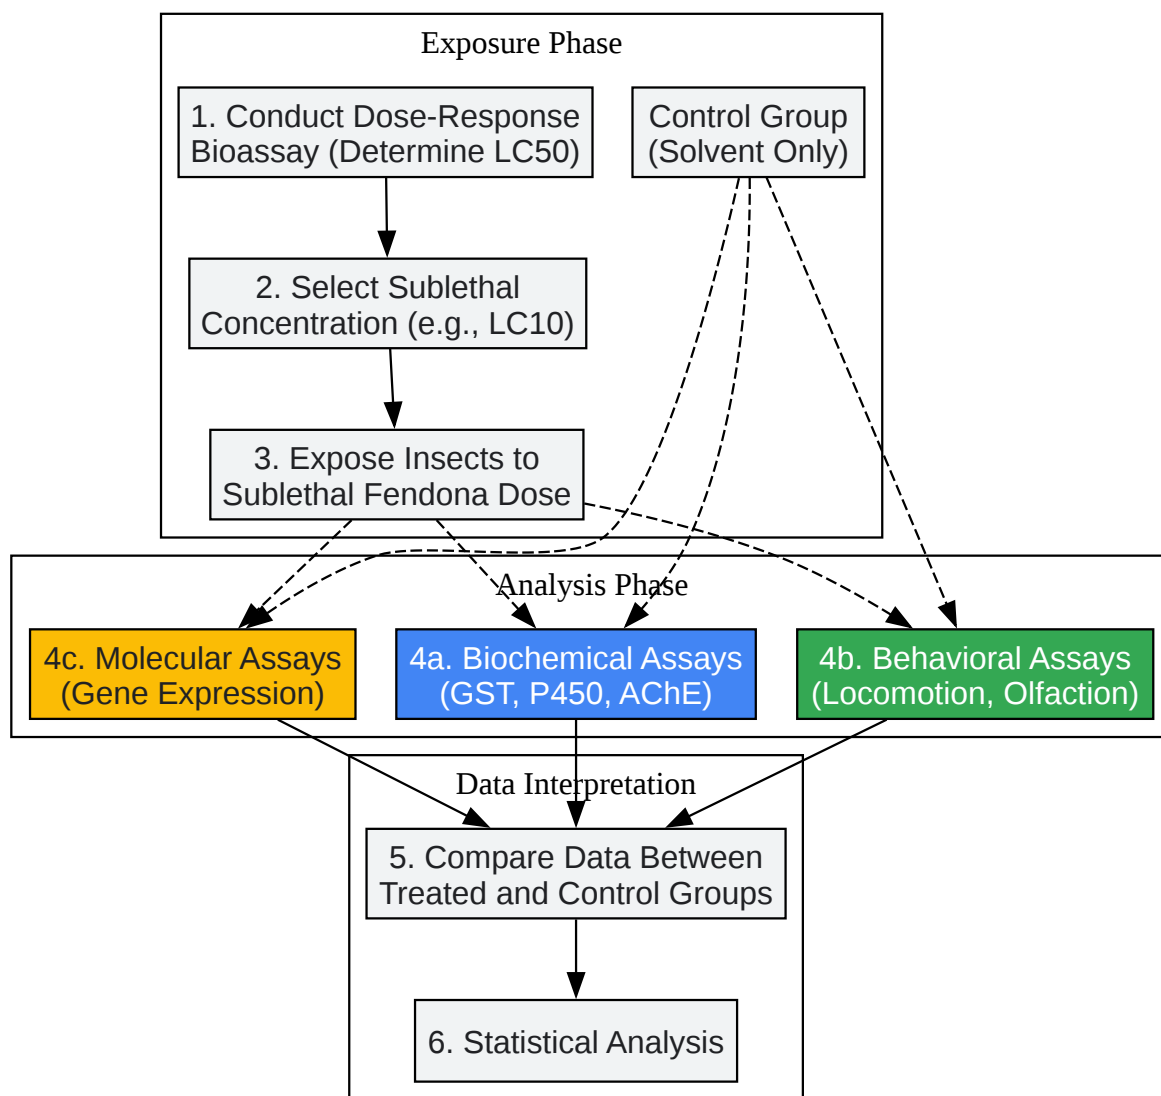 Exposure Phase
1. Conduct Dose-Response
Bioassay (Determine LC50)
Control Group
(Solvent Only)
2. Select Sublethal
Concentration (e.g., LC10)
3. Expose Insects to
Sublethal Fendona Dose
Analysis Phase
4c. Molecular Assays
(Gene Expression)
4a. Biochemical Assays
(GST, P450, AChE)
4b. Behavioral Assays
(Locomotion, Olfaction)
Data Interpretation
5. Compare Data Between
Treated and Control Groups
6. Statistical Analysis